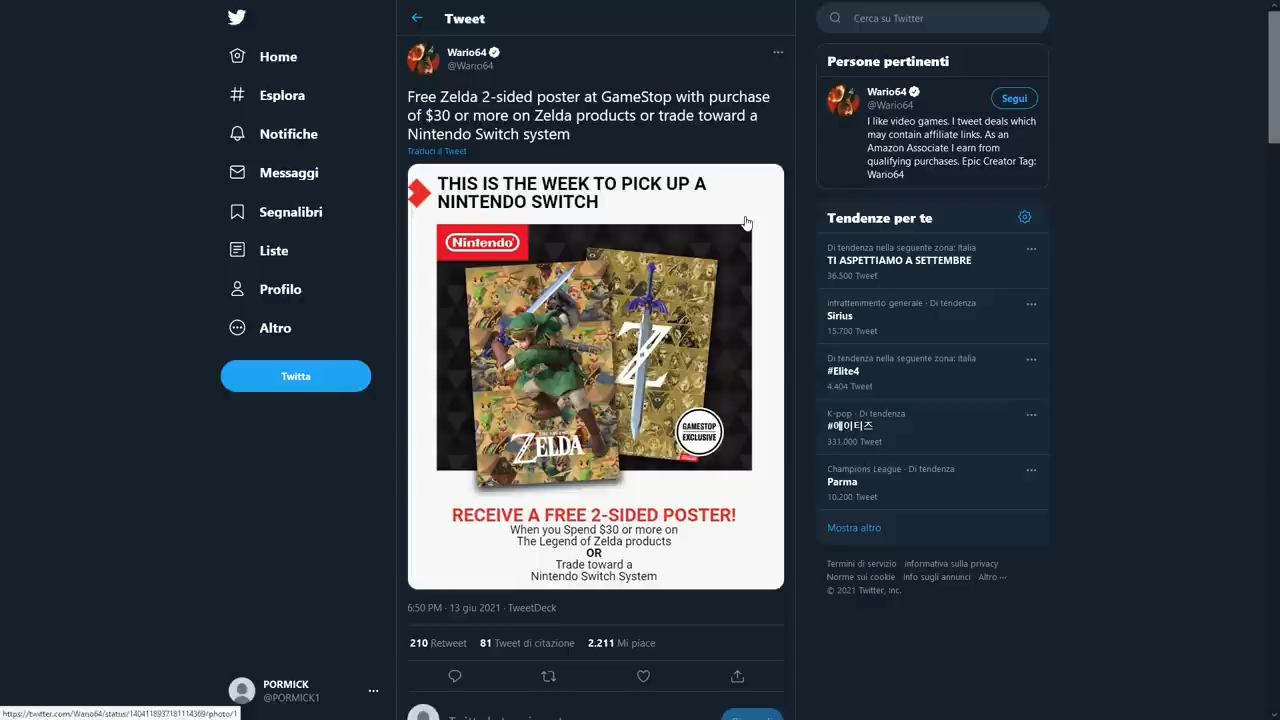 Tweet
Cerca su Twitter
Home
Esplora
Notifiche
Messaggi
Segnalibri
Liste
Profilo
Altro
Twitta
PORMICK
@PORMICK1
Wario64
@Wario64
Free Zelda 2-sided poster at GameStop with purchase
of $30 or more on Zelda products or trade toward a
Nintendo Switch system
Traduci il Tweet
THIS IS THE WEEK TO PICK UP A
NINTENDO SWITCH
Nintendo
ZELDA
Z
GAMESTOP
EXCLUSIVE
RECEIVE A FREE 2-SIDED POSTER!
When you Spend $30 or more on
The Legend of Zelda products
OR
Trade toward a
Nintendo Switch System
6:50 PM · 13 giu 2021 · TweetDeck
210 Retweet 81 Tweet di citazione 2.211 Mi piace
Persone pertinenti
Wario64
@Wario64
Segui
I like video games. I tweet deals which
may contain affiliate links. As an
Amazon Associate I earn from
qualifying purchases. Epic Creator Tag:
Wario64
Tendenze per te
Di tendenza nella seguente zona: Italia
TI ASPETTIAMO A SETTEMBRE
36.500 Tweet
Intrattenimento generale · Di tendenza
Sirius
15.700 Tweet
Di tendenza nella seguente zona: Italia
#Elite4
4.404 Tweet
K-pop · Di tendenza
#에이티즈
331.000 Tweet
Champions League · Di tendenza
Parma
10.200 Tweet
Mostra altro
Termini di servizio Informativa sulla privacy
Norme sui cookie Info sugli annunci Altro ···
© 2021 Twitter, Inc.